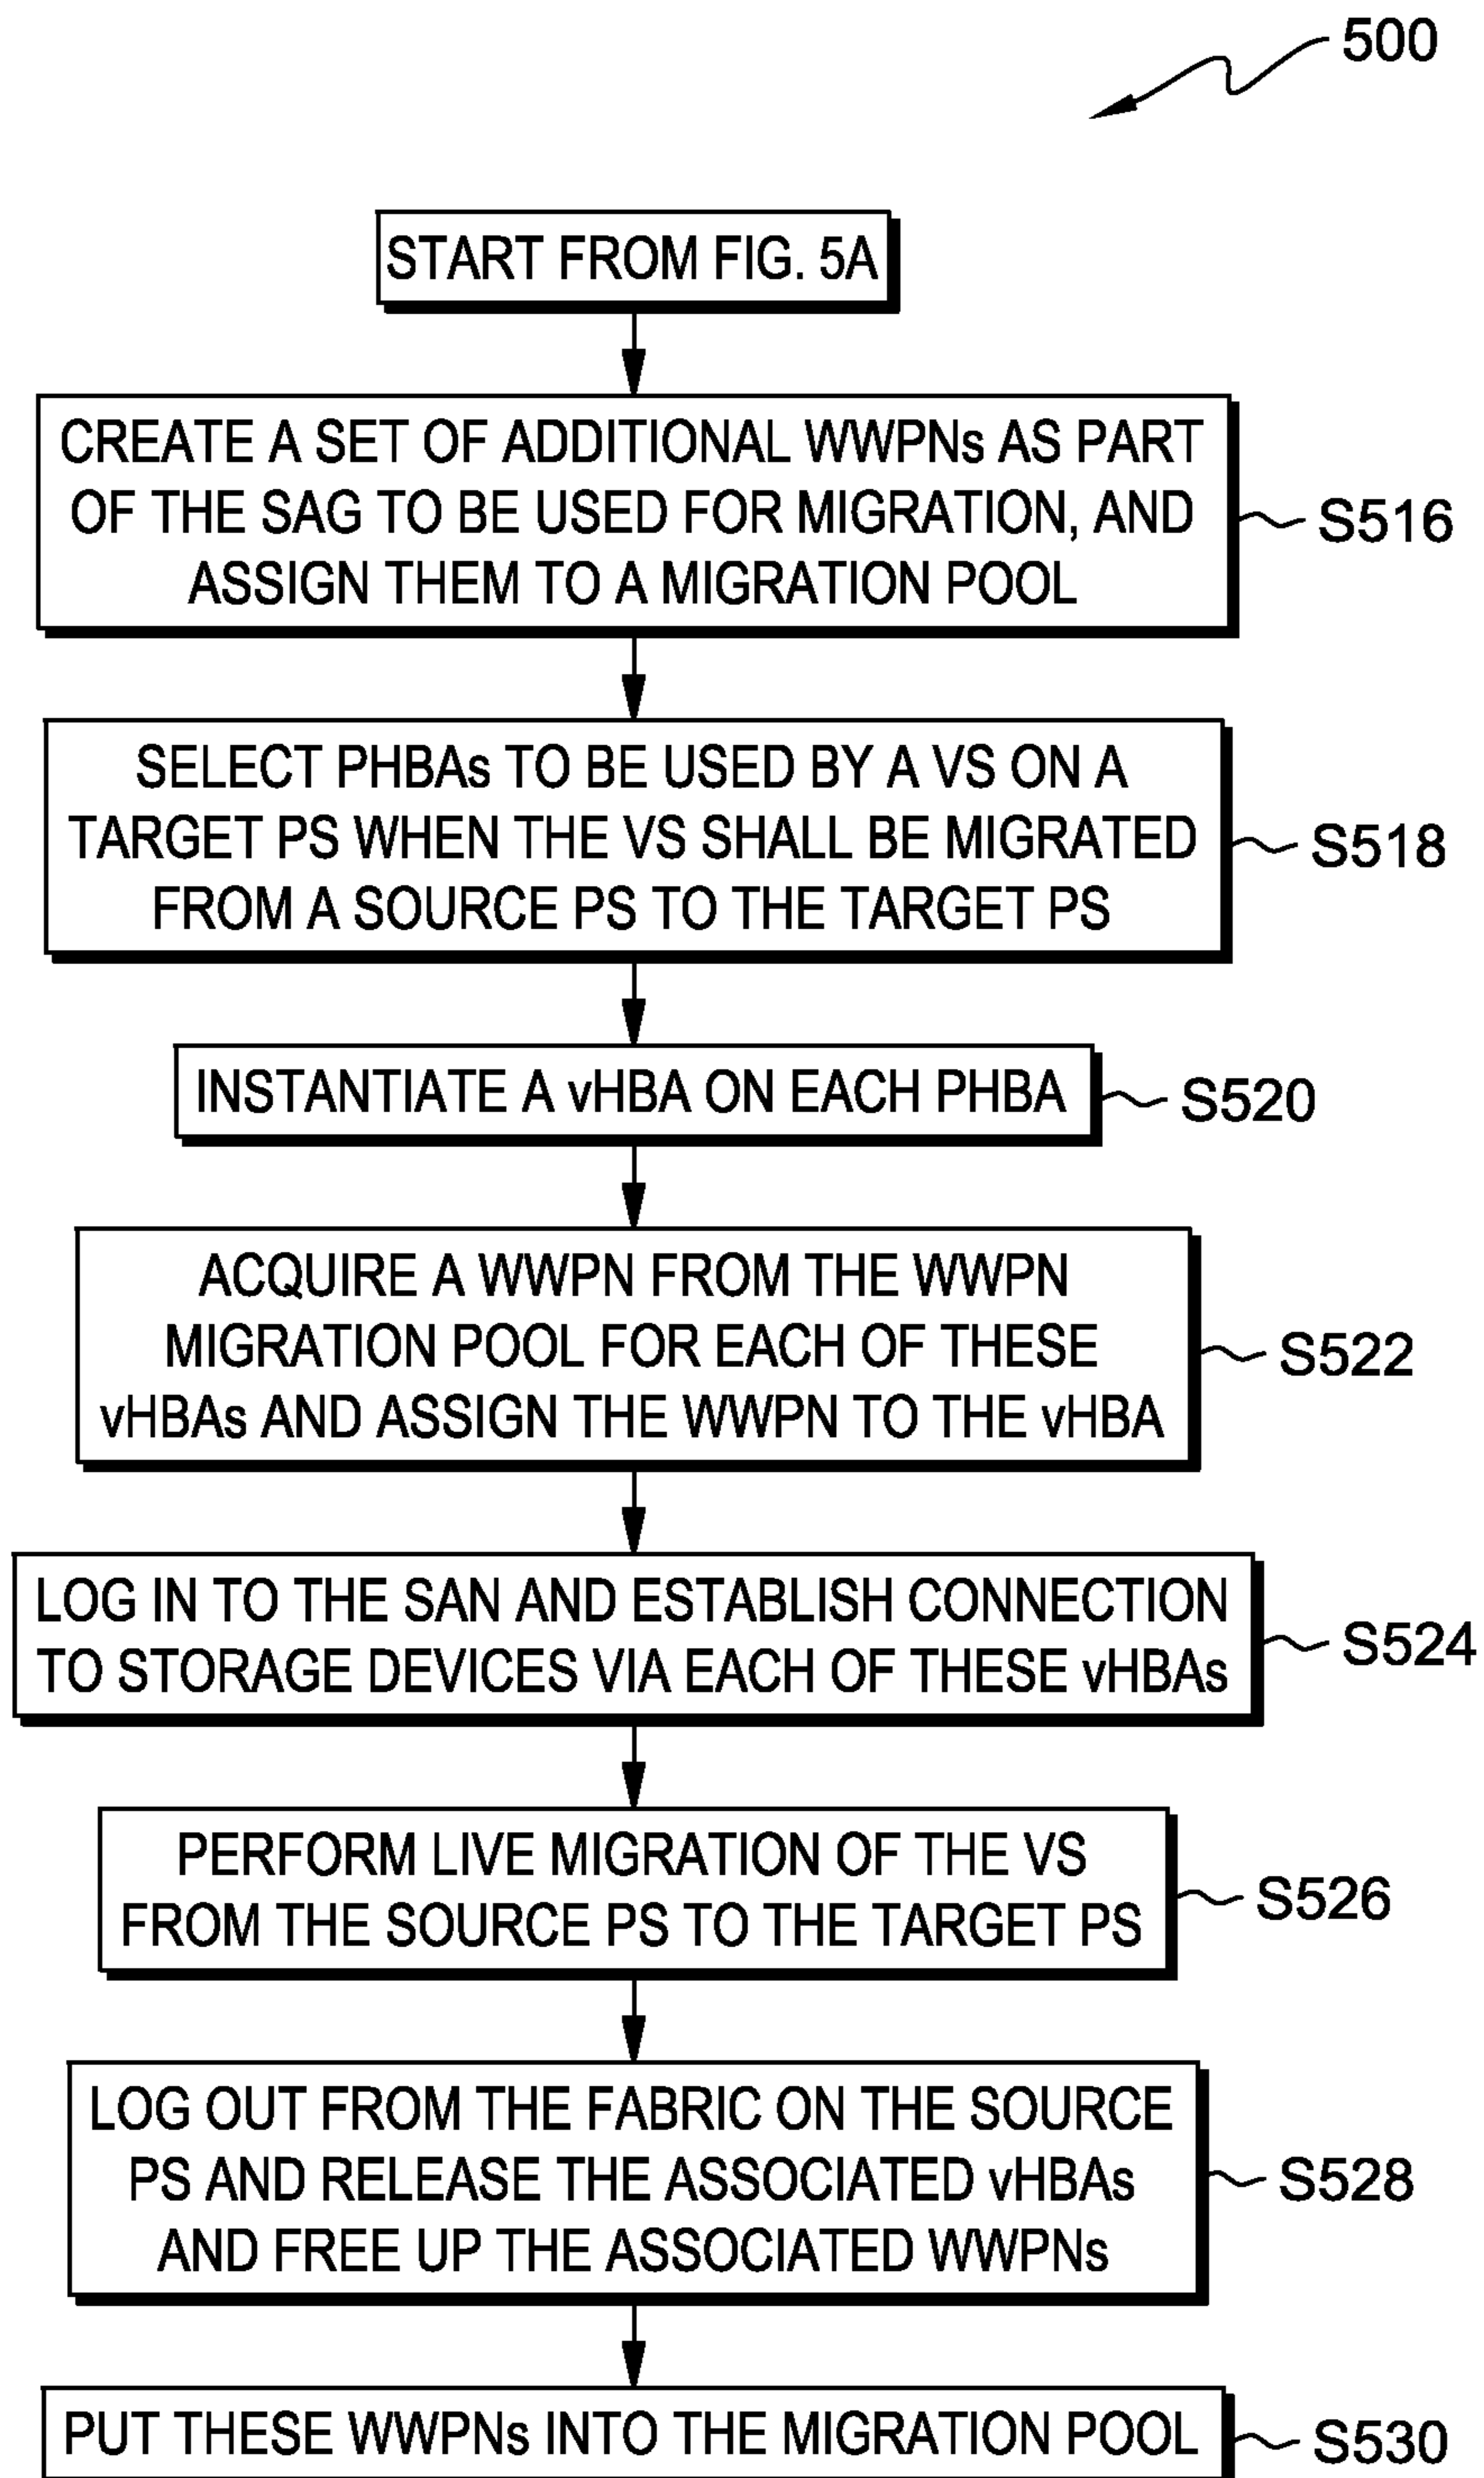 500
START FROM FIG. 5A
CREATE A SET OF ADDITIONAL WWPNs AS PART
OF THE SAG TO BE USED FOR MIGRATION, AND
ASSIGN THEM TO A MIGRATION POOL
S516
SELECT PHBAs TO BE USED BY A VS ON A
TARGET PS WHEN THE VS SHALL BE MIGRATED
FROM A SOURCE PS TO THE TARGET PS
S518
INSTANTIATE A vHBA ON EACH PHBA
S520
ACQUIRE A WWPN FROM THE WWPN
MIGRATION POOL FOR EACH OF THESE
vHBAs AND ASSIGN THE WWPN TO THE vHBA
S522
LOG IN TO THE SAN AND ESTABLISH CONNECTION
TO STORAGE DEVICES VIA EACH OF THESE vHBAs
S524
PERFORM LIVE MIGRATION OF THE VS
FROM THE SOURCE PS TO THE TARGET PS
S526
LOG OUT FROM THE FABRIC ON THE SOURCE
PS AND RELEASE THE ASSOCIATED vHBAs
AND FREE UP THE ASSOCIATED WWPNs
S528
PUT THESE WWPNs INTO THE MIGRATION POOL
S530